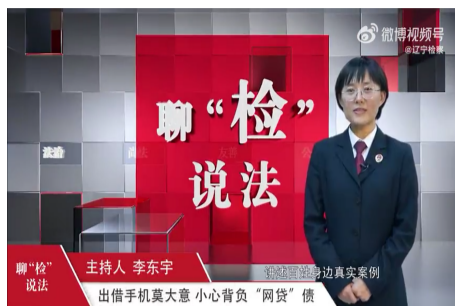 微博视频号
@辽宁检察
聊“检”
说法
法治
主持人 李东宇
身边真实案例
聊“检”
说法
出借手机莫大意 小心背负“网贷”债